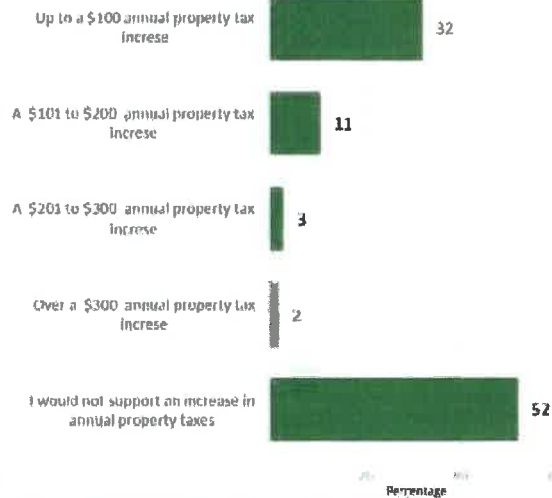 Up to a $100 annual property tax
increse
32
A $101 to $200 annual property tax
increse
11
A $201 to $300 annual property tax
increse
3
Over a $300 annual property tax
increse
2
I would not support an increase in
annual property taxes
52
Percentage